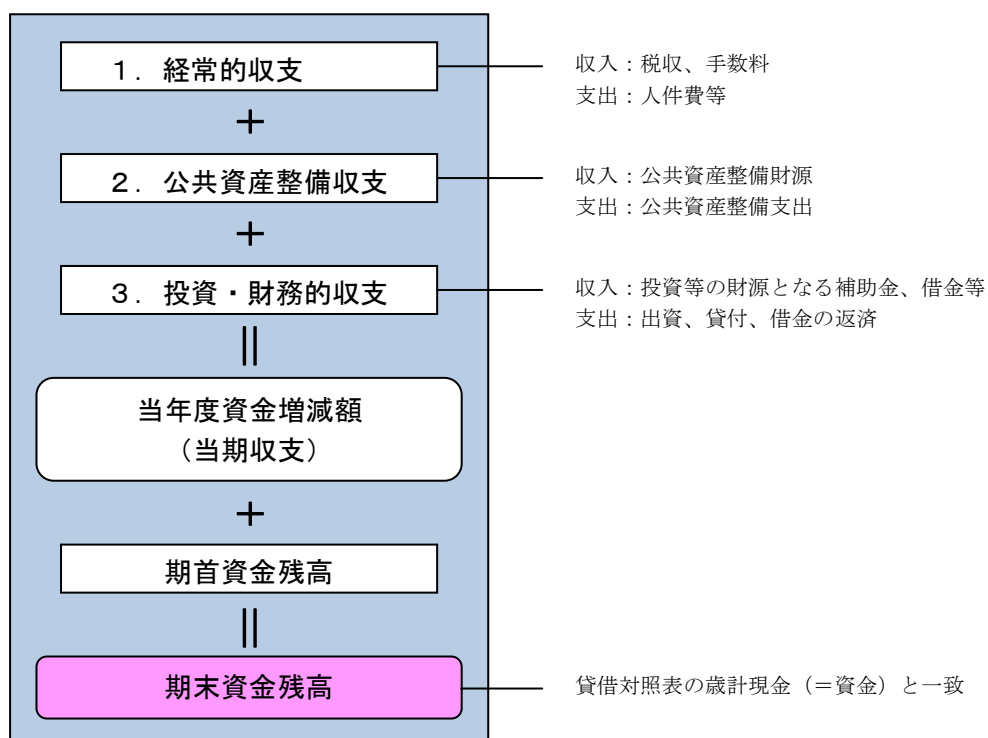 １．経常的収支
収入：税収、手数料
支出：人件費等
＋
２．公共資産整備収支
収入：公共資産整備財源
支出：公共資産整備支出
＋
３．投資・財務的収支
収入：投資等の財源となる補助金、借金等
支出：出資、貸付、借金の返済
||
当年度資金増減額
（当期収支）
＋
期首資金残高
||
期末資金残高
貸借対照表の歳計現金（＝資金）と一致